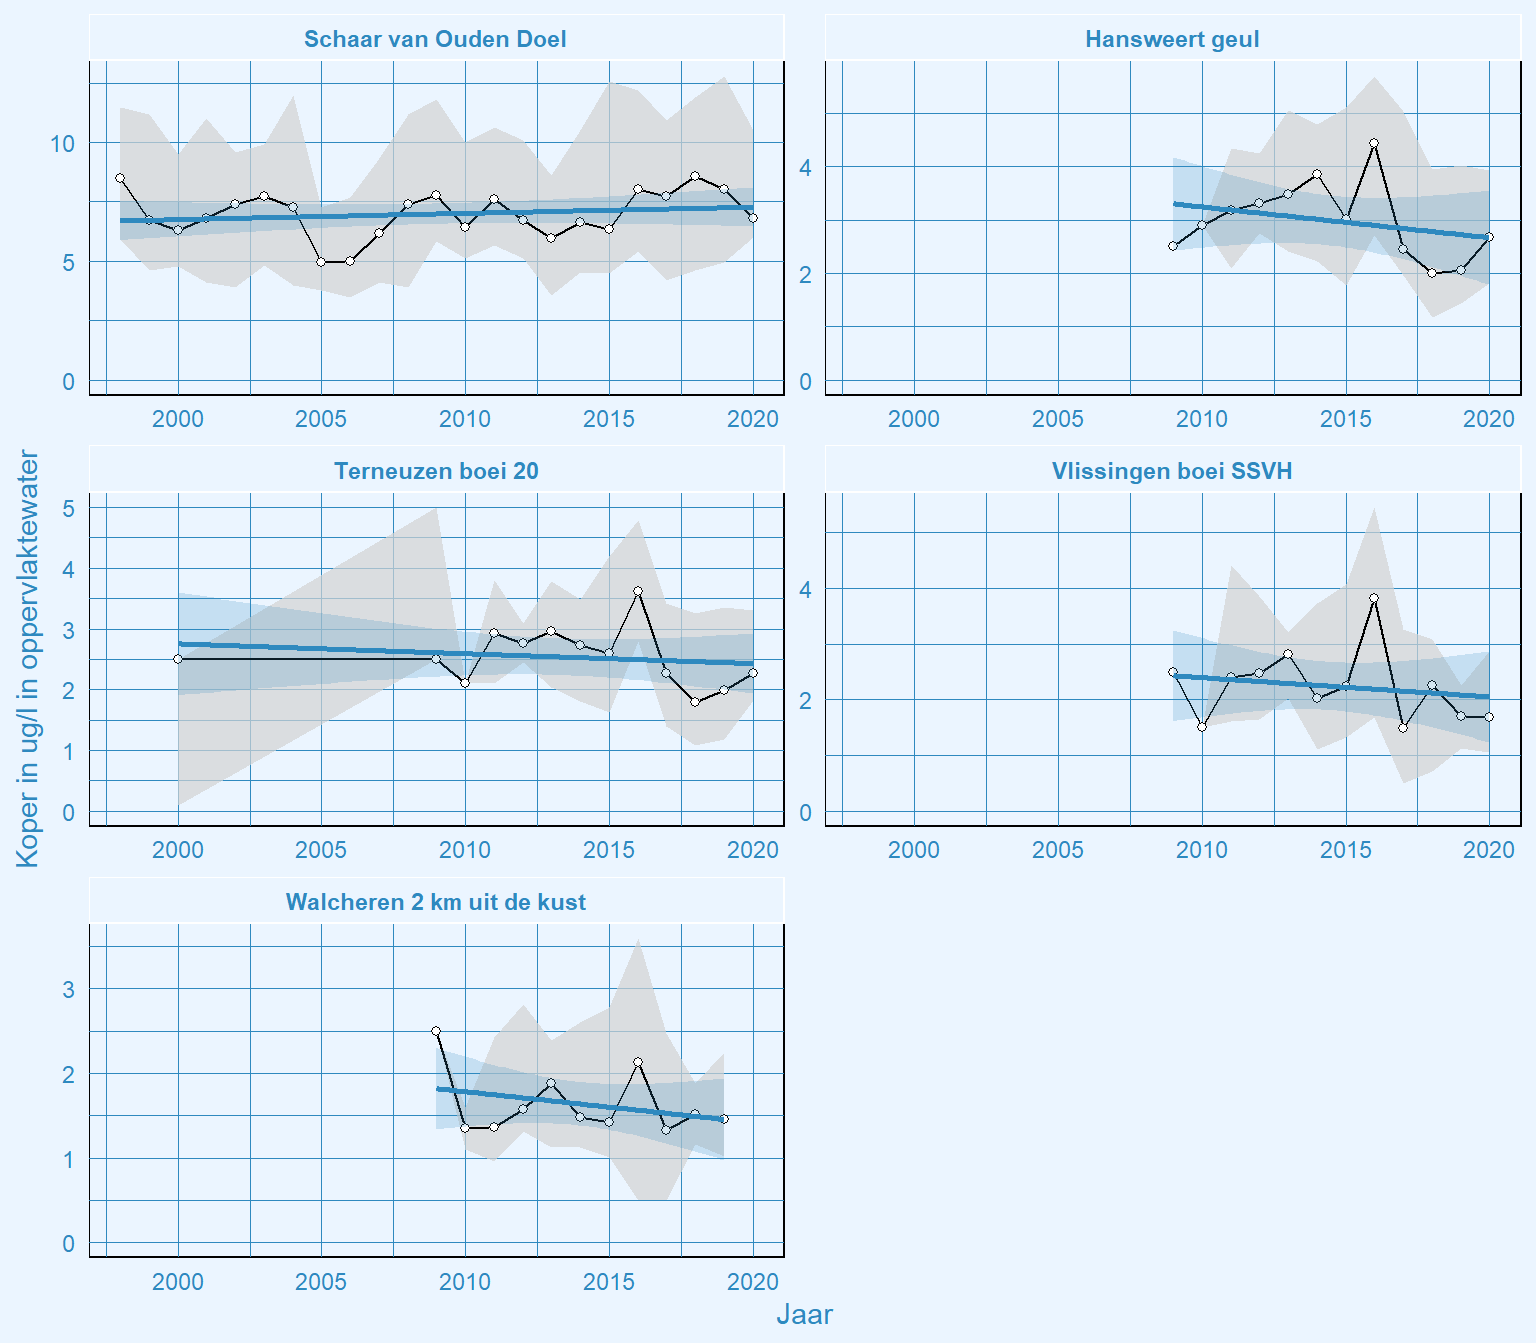 Schaar van Ouden Doel
10
5
0
2000 2005 2010 2015 2020
Hansweert geul
4
2
0
2000 2005 2010 2015 2020
Koper in ug/l in oppervlaktewater
Terneuzen boei 20
5
4
3
2
1
0
2000 2005 2010 2015 2020
Vlissingen boei SSVH
4
2
0
2000 2005 2010 2015 2020
Walcheren 2 km uit de kust
3
2
1
0
2000 2005 2010 2015 2020
Jaar